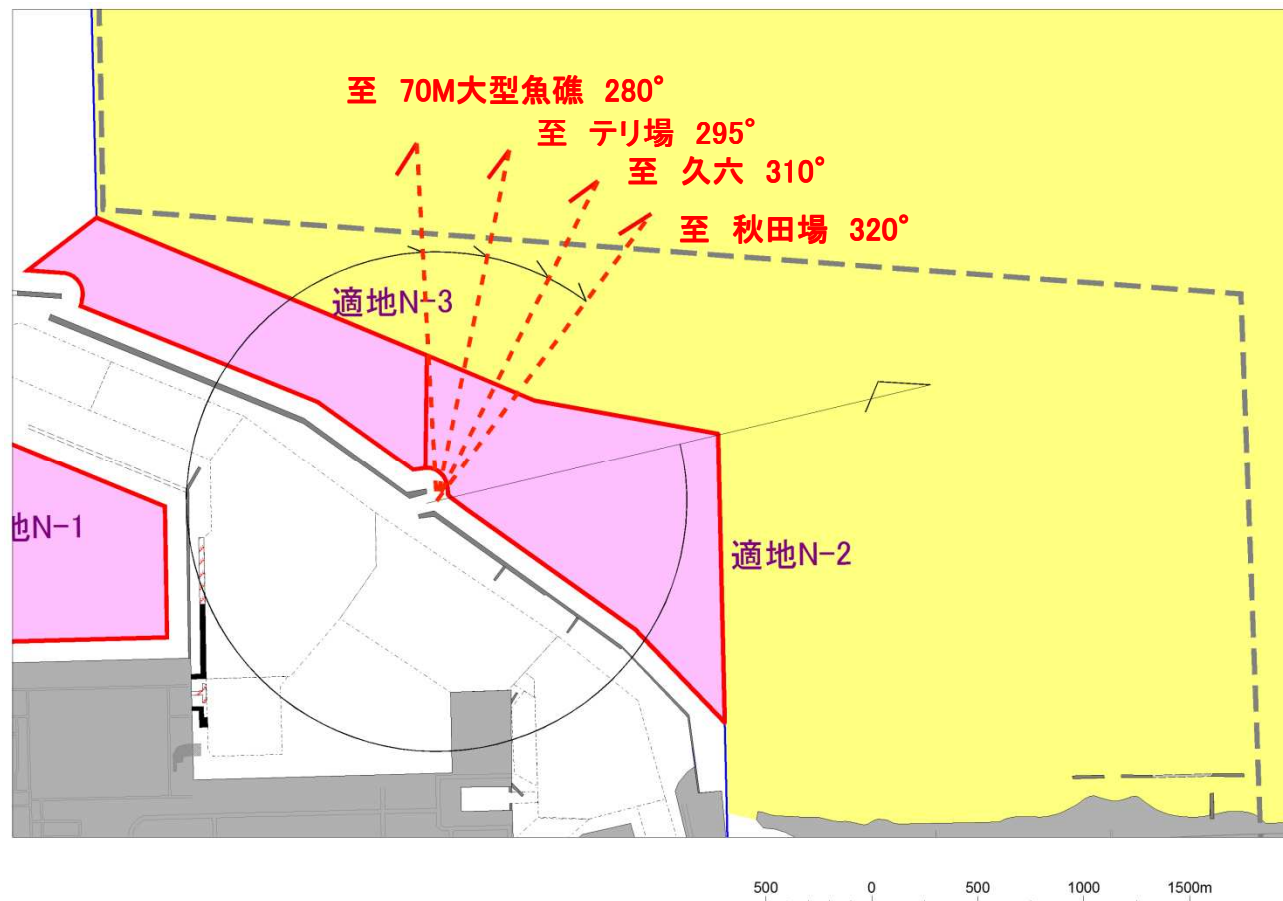 至 70M大型魚礁 280°
至 テリ場 295°
至 久六 310°
至 秋田場 320°
適地N-3
地N-1
適地N-2
500 0 500 1000 1500m